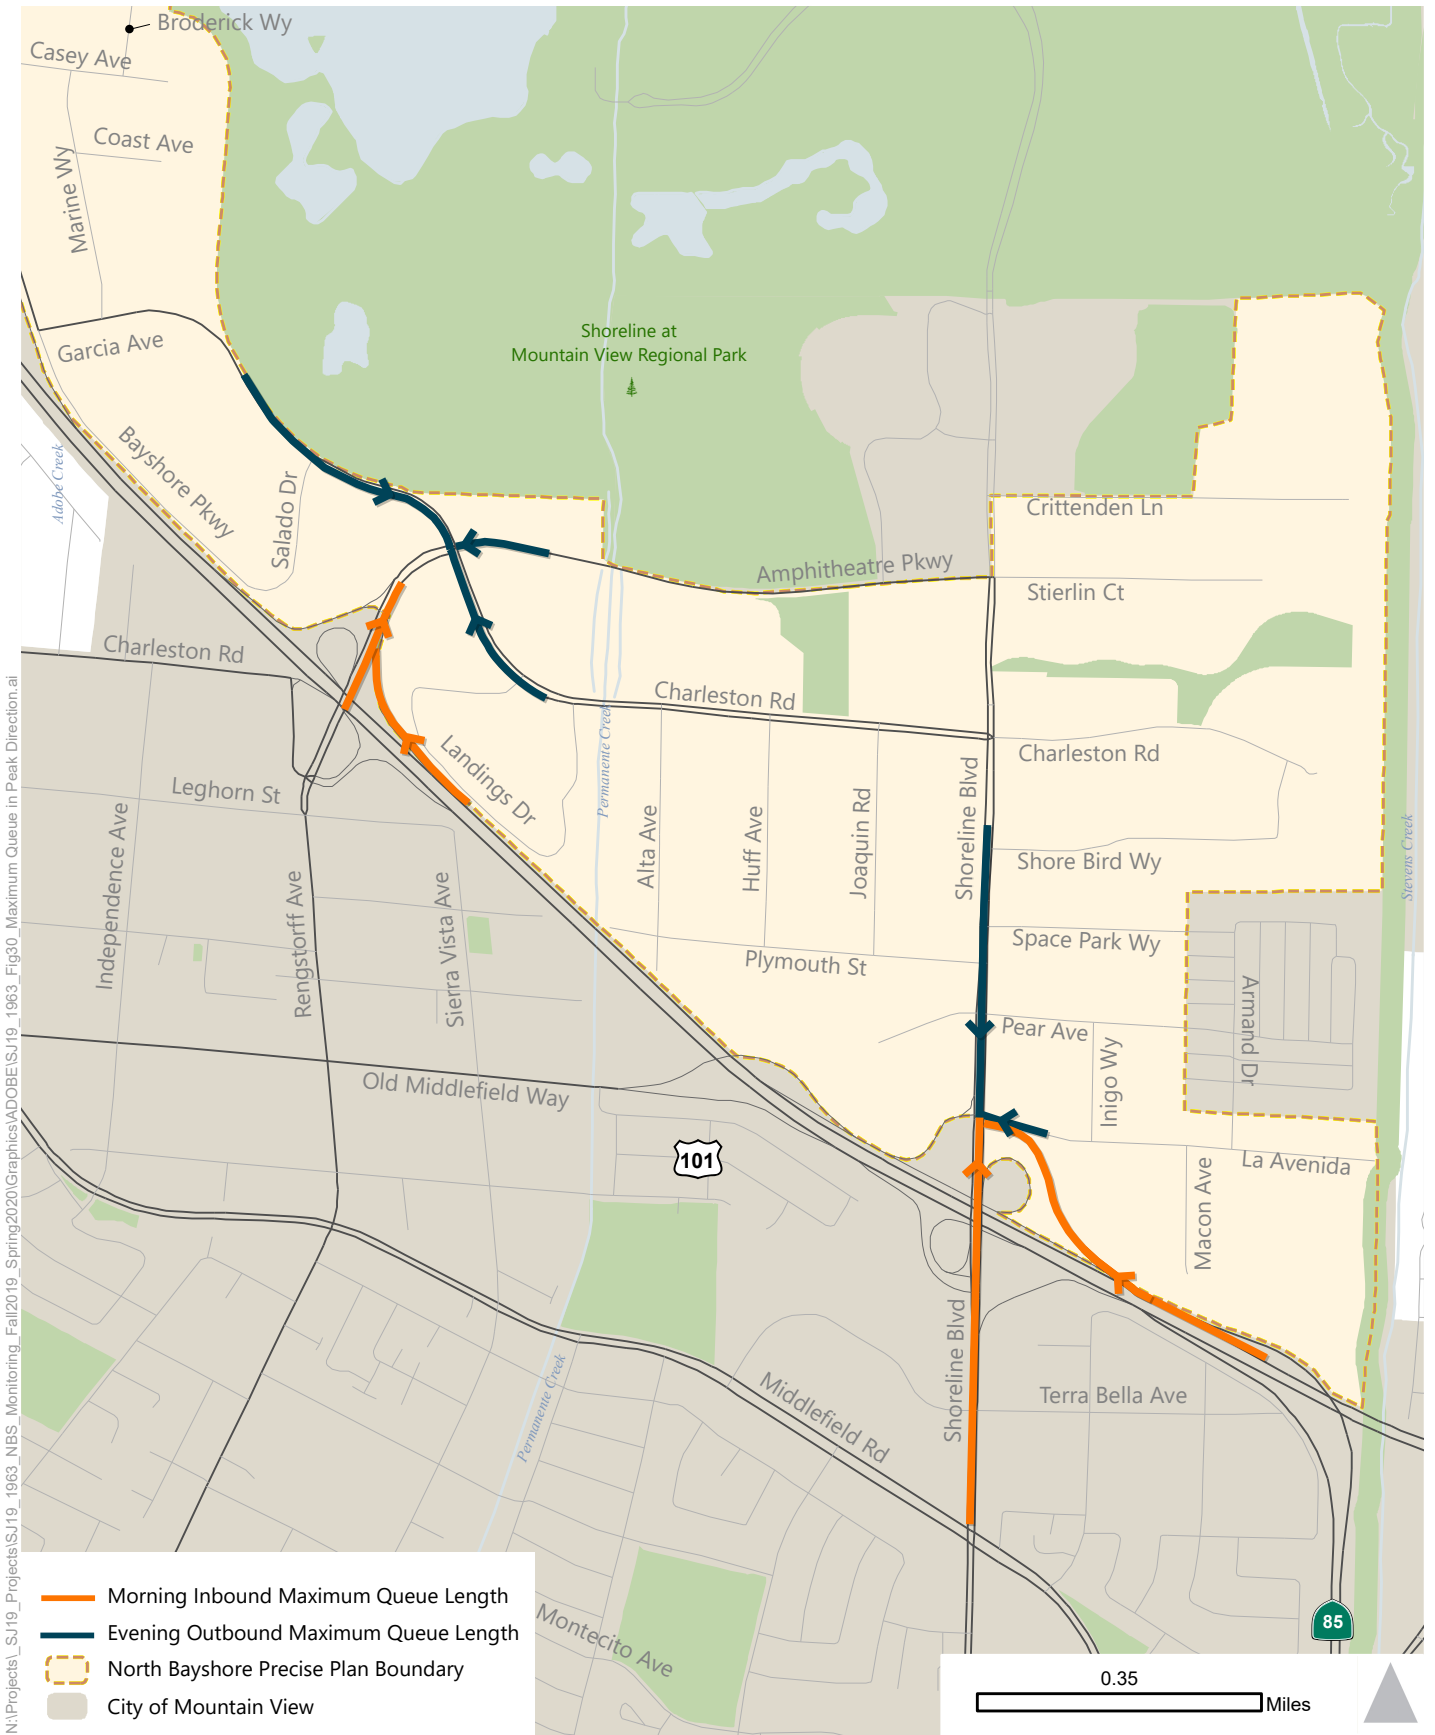 Broderick Wy
Casey Ave
Coast Ave
Marine Wy
Garcia Ave
Shoreline at
Mountain View Regional Park
Bayshore Pkwy
Adobe Creek
Salado Dr
Crittenden Ln
Amphitheatre Pkwy
Stierlin Ct
Charleston Rd
Charleston Rd
Charleston Rd
Landings Dr
Permanente Creek
Leghorn St
Independence Ave
Rengstorff Ave
Sierra Vista Ave
Alta Ave
Huff Ave
Joaquin Rd
Shoreline Blvd
Shore Bird Wy
Stevens Creek
Space Park Wy
Plymouth St
Armand Dr
Pear Ave
Inigo Wy
Old Middlefield Way
101
La Avenida
Macon Ave
Shoreline Blvd
Terra Bella Ave
Middlefield Rd
Permanente Creek
Montecito Ave
85
Morning Inbound Maximum Queue Length
Evening Outbound Maximum Queue Length
North Bayshore Precise Plan Boundary
City of Mountain View
0.35
Miles
N:\Projects\_SJ19_Projects\SJ19_1963_NBS_Monitoring_Fall2019_Spring2020\Graphics\ADOBE\SJ19_1963_Fig30_Maximum Queue in Peak Direction.ai